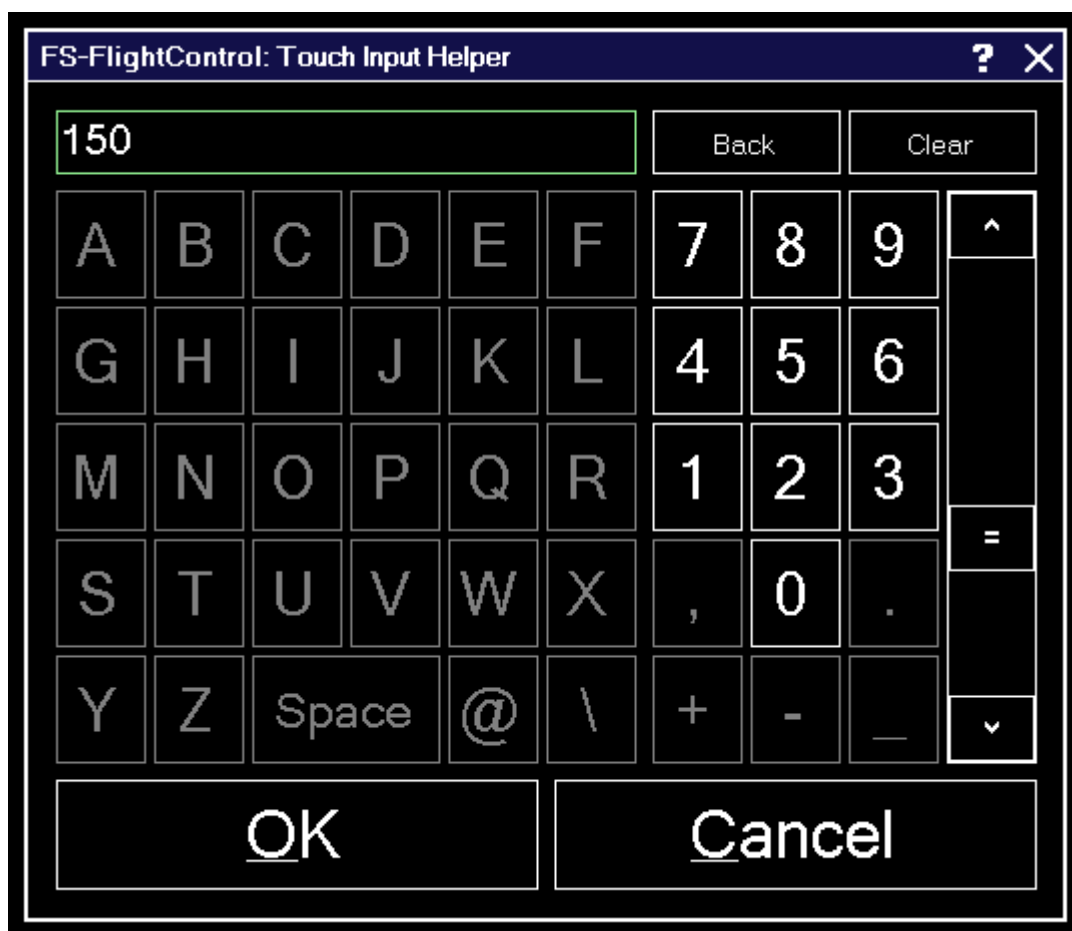 FS-FlightControl: Touch Input Helper ? X
150 Back Clear
A B C D E F 7 8 9 ^
G H I J K L 4 5 6
M N O P Q R 1 2 3
=
S T U V W X , 0 .
Y Z Space @ \ + - _ ˅
OK Cancel